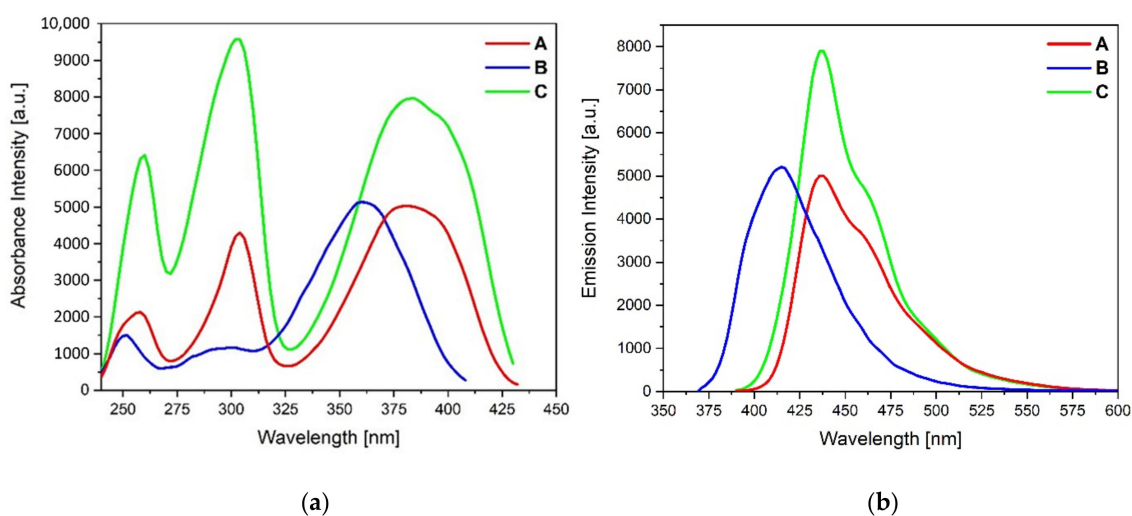 10,000
9000
8000
7000
6000
5000
4000
3000
2000
1000
0
250 275 300 325 350 375 400 425 450
Absorbance Intensity [a.u.]
Wavelength [nm]
A
B
C
(a)
8000
7000
6000
5000
4000
3000
2000
1000
0
350 375 400 425 450 475 500 525 550 575 600
Emission Intensity [a.u.]
Wavelength [nm]
A
B
C
(b)